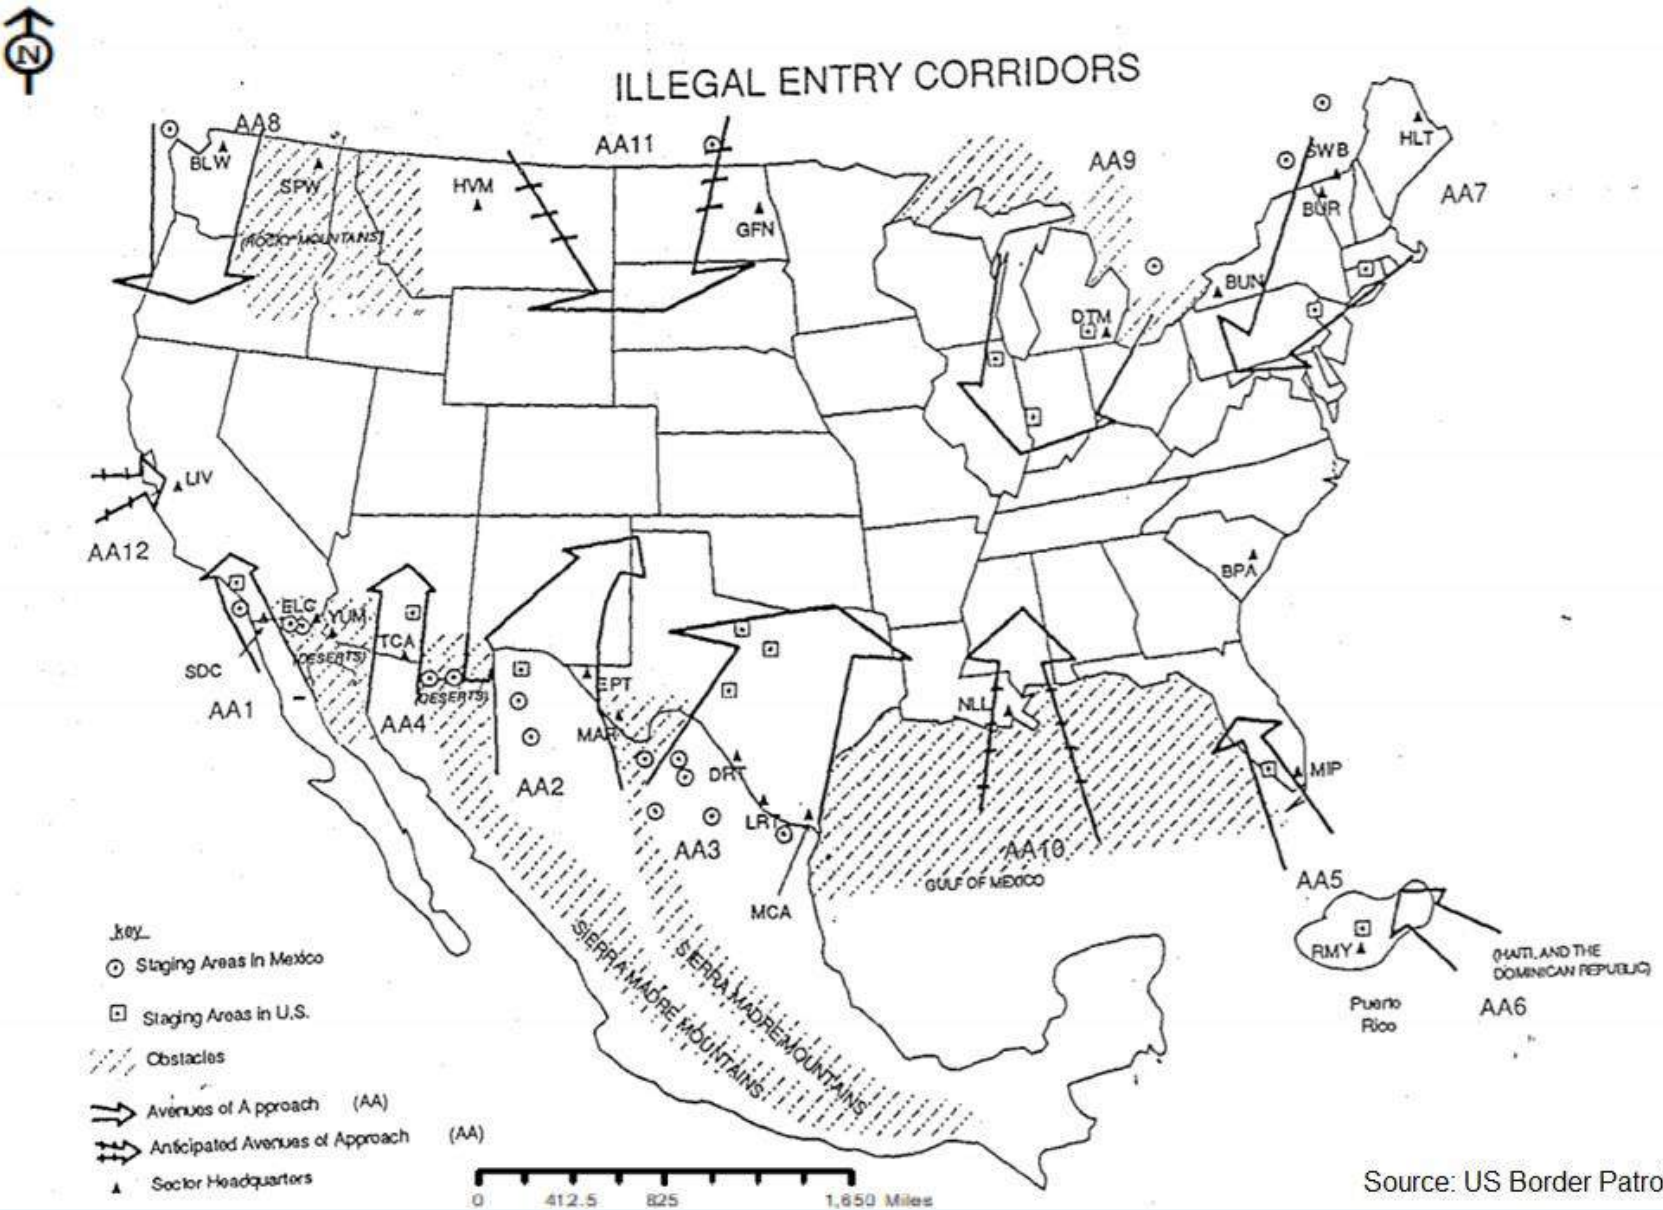 N
ILLEGAL ENTRY CORRIDORS
AA8
BLW
SPW
(ROCKY MOUNTAINS)
HVM
AA11
GFN
AA9
SWB
HLT
BUR
AA7
BUN
DTM
LIV
AA12
BPA
ELC
YUM
SDC
(DESERTS)
TCA
(DESERTS)
AA1
AA4
EPT
MAR
AA2
DRT
LRT
AA3
MCA
NLL
AA10
GULF OF MEXICO
MIP
AA5
RMY
(HAITI, AND THE
DOMINICAN REPUBLIC)
Puerto
Rico
AA6
SIERRA MADRE MOUNTAINS
SIERRA MADRE MOUNTAINS
key
Staging Areas in Mexico
Staging Areas in U.S.
Obstacles
Avenues of Approach (AA)
Anticipated Avenues of Approach (AA)
Sector Headquarters
0 412.5 825 1,650 Miles
Source: US Border Patro